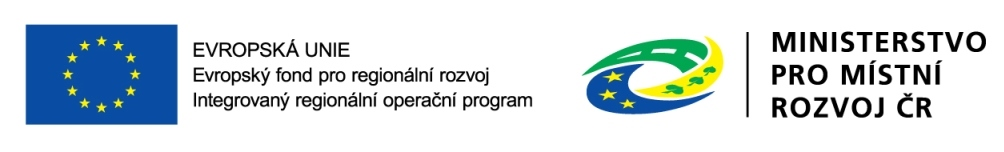 EVROPSKÁ UNIE
Evropský fond pro regionální rozvoj
Integrovaný regionální operační program
MINISTERSTVO
PRO MÍSTNÍ
ROZVOJ ČR